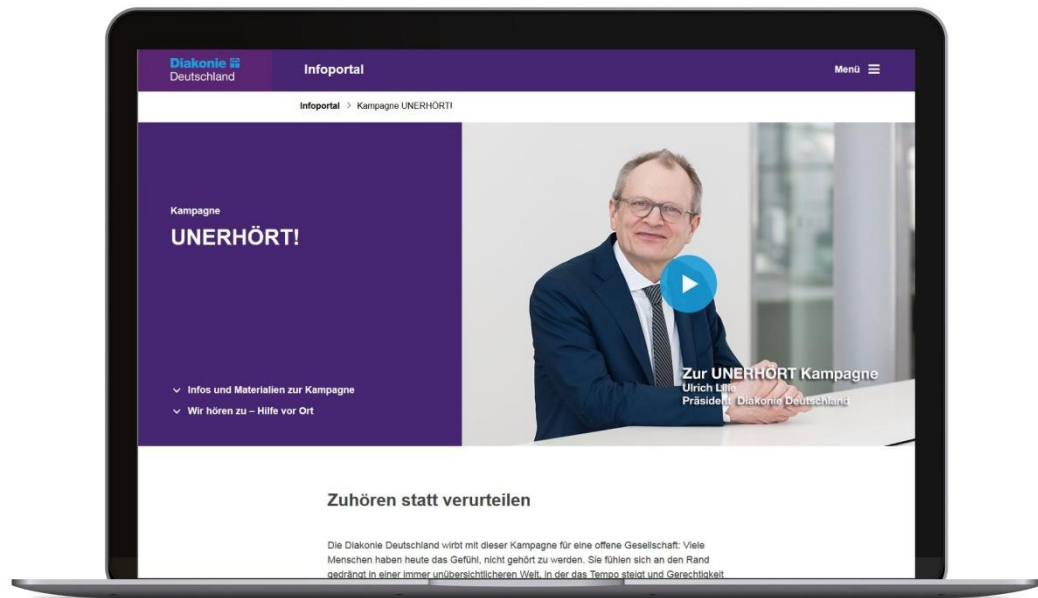 Diakonie
Deutschland
Infoportal
Menü
Infoportal > Kampagne UNERHÖRT!
Kampagne
UNERHÖRT!
Infos und Materialien zur Kampagne
Wir hören zu – Hilfe vor Ort
Zur UNERHÖRT Kampagne
Ulrich Lilie
Präsident Diakonie Deutschland
Zuhören statt verurteilen
Die Diakonie Deutschland wirbt mit dieser Kampagne für eine offene Gesellschaft: Viele
Menschen haben heute das Gefühl, nicht gehört zu werden. Sie fühlen sich an den Rand
gedrängt in einer immer unübersichtlicheren Welt, in der das Tempo steigt und Gerechtigkeit